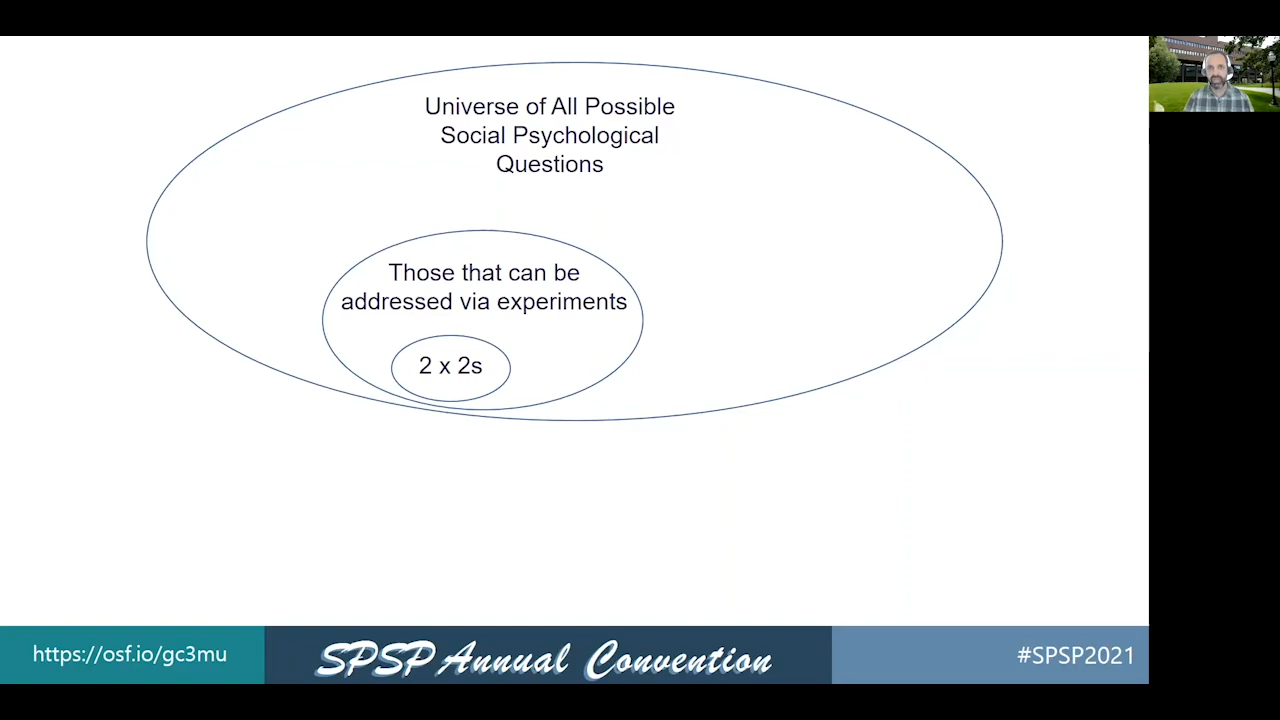 Universe of All Possible
Social Psychological
Questions
Those that can be
addressed via experiments
2 x 2s
https://osf.io/gc3mu
SPSP Annual Convention
#SPSP2021